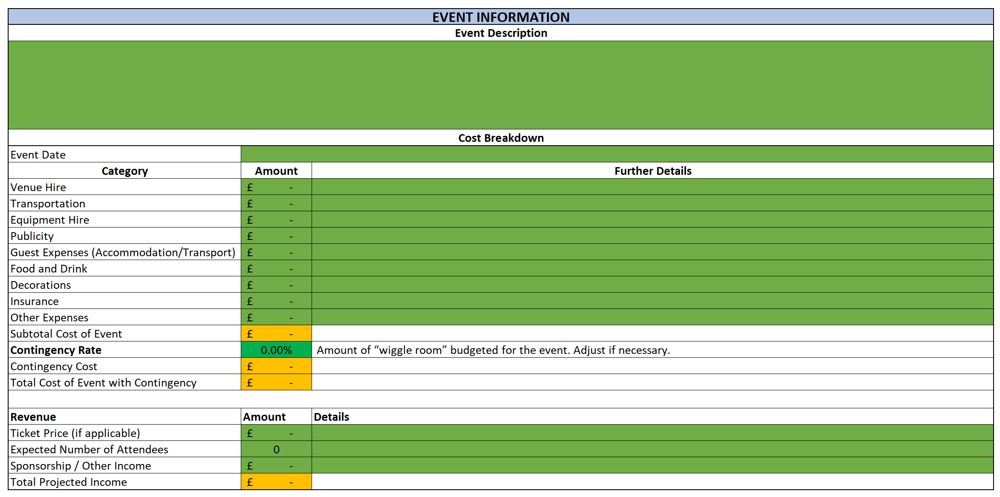 EVENT INFORMATION
Event Description
Cost Breakdown
Event Date
Category Amount Further Details
Venue Hire £ -
Transportation £ -
Equipment Hire £ -
Publicity £ -
Guest Expenses (Accommodation/Transport) £ -
Food and Drink £ -
Decorations £ -
Insurance £ -
Other Expenses £ -
Subtotal Cost of Event £ -
Contingency Rate 0.00% Amount of “wiggle room” budgeted for the event. Adjust if necessary.
Contingency Cost £ -
Total Cost of Event with Contingency £ -
Revenue Amount Details
Ticket Price (if applicable) £ -
Expected Number of Attendees 0
Sponsorship / Other Income £ -
Total Projected Income £ -